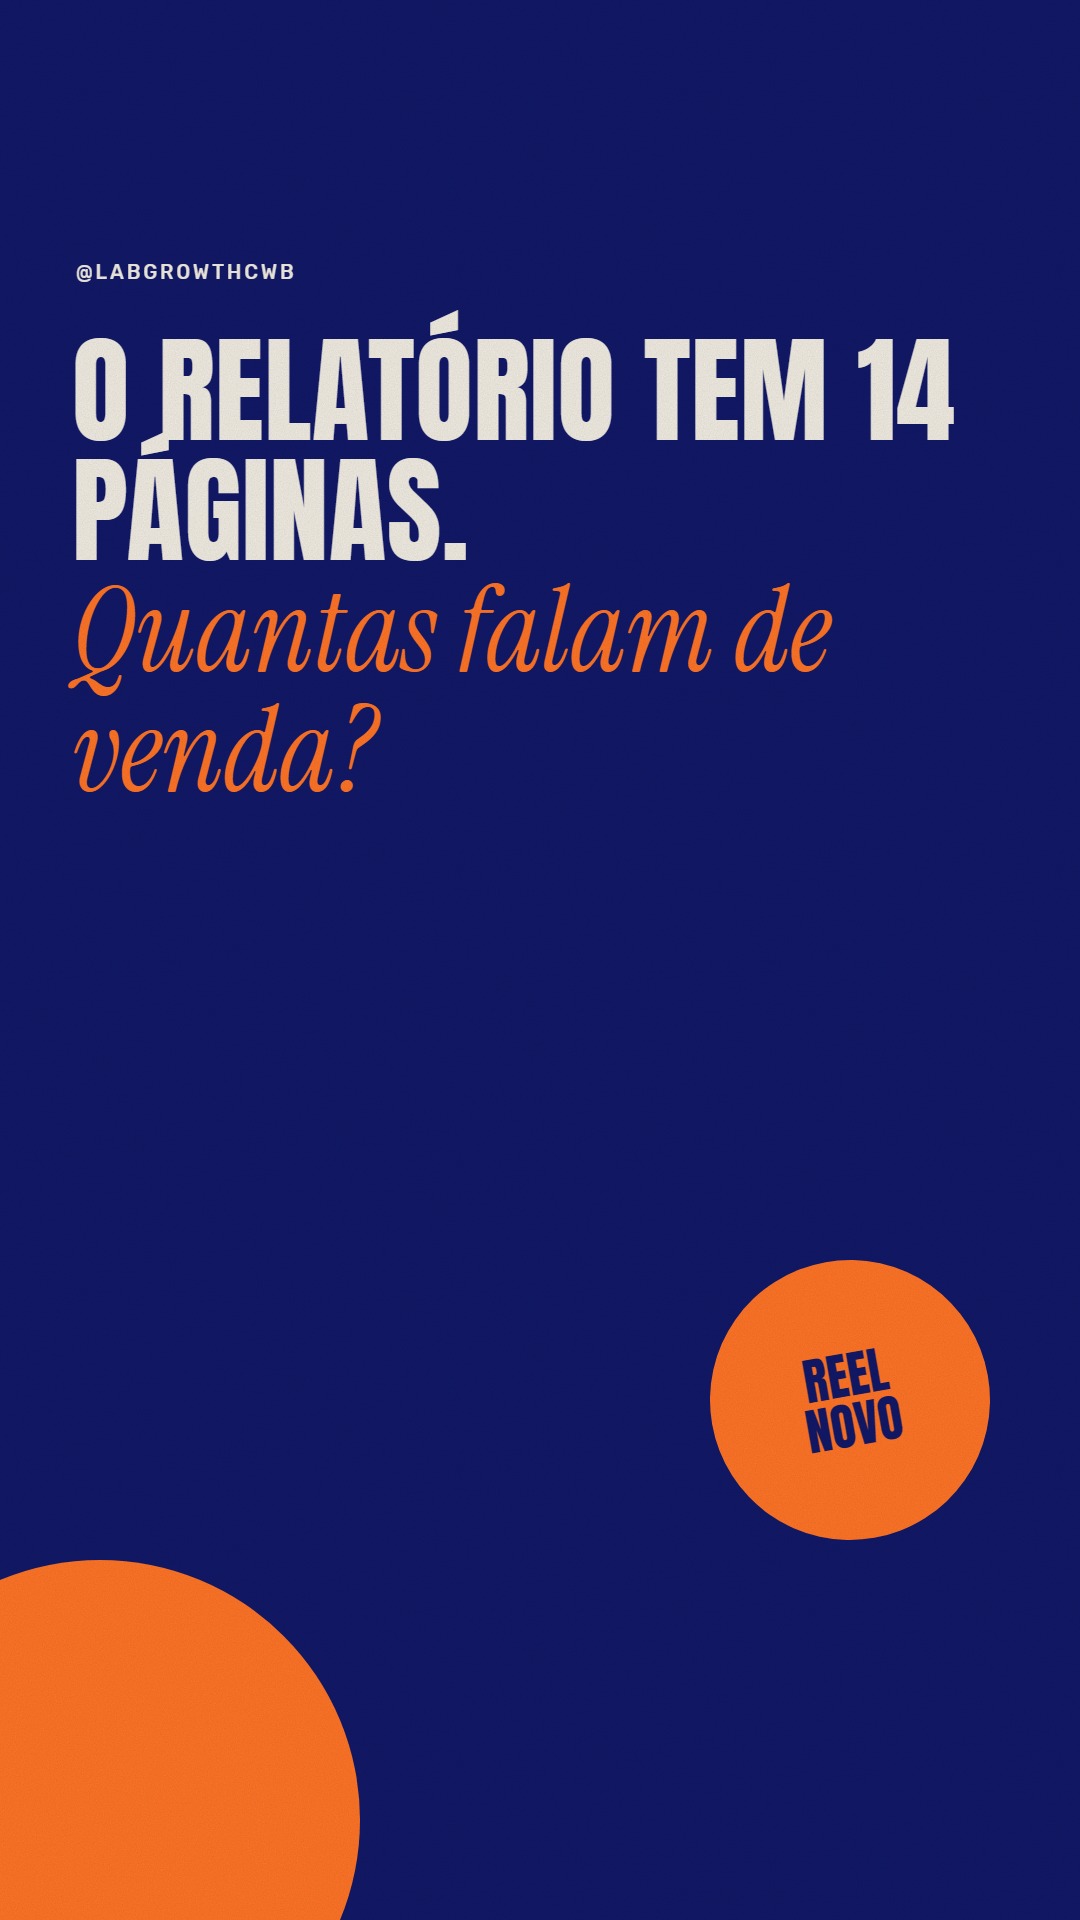 @LABGROWTHCWB
O RELATÓRIO TEM 14
PÁGINAS.
Quantas falam de
venda?
REEL
NOVO